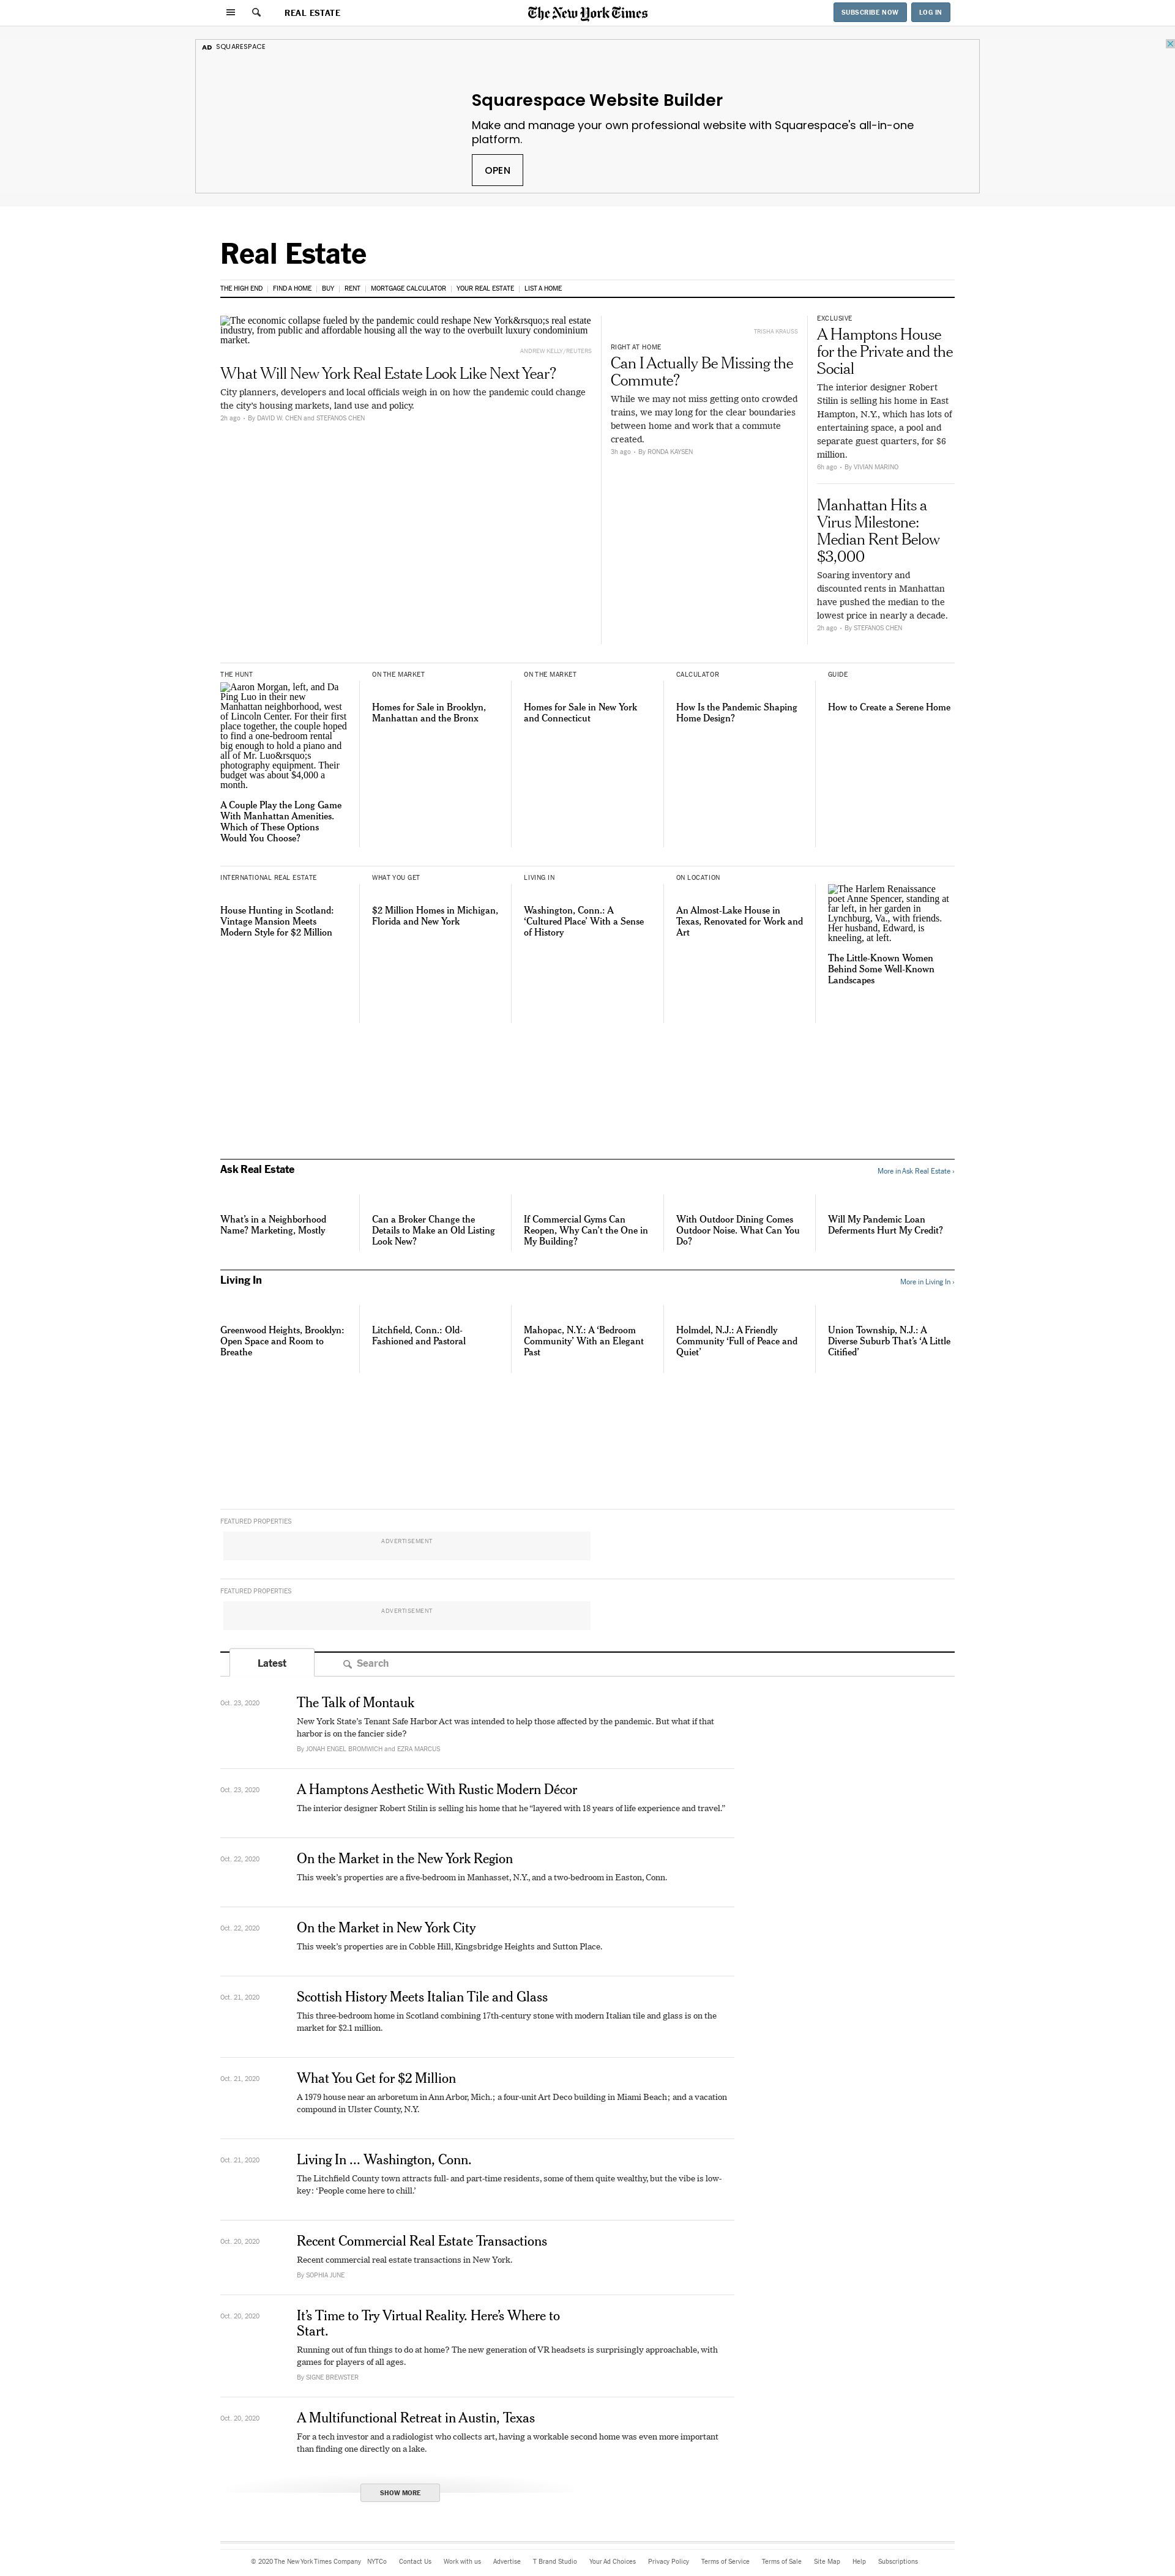 REAL ESTATE
The New York Times
SUBSCRIBE NOW
LOG IN
AD SQUARESPACE
Squarespace Website Builder
Make and manage your own professional website with Squarespace's all-in-one
platform.
OPEN
Real Estate
THE HIGH END | FIND A HOME | BUY | RENT | MORTGAGE CALCULATOR | YOUR REAL ESTATE | LIST A HOME
The economic collapse fueled by the pandemic could reshape New York&rsquo;s real estate
industry, from public and affordable housing all the way to the overbuilt luxury condominium
market.
ANDREW KELLY/REUTERS
What Will New York Real Estate Look Like Next Year?
City planners, developers and local officials weigh in on how the pandemic could change
the city's housing markets, land use and policy.
2h ago • By DAVID W. CHEN and STEFANOS CHEN
TRISHA KRAUSS
RIGHT AT HOME
Can I Actually Be Missing the
Commute?
While we may not miss getting onto crowded
trains, we may long for the clear boundaries
between home and work that a commute
created.
3h ago • By RONDA KAYSEN
EXCLUSIVE
A Hamptons House
for the Private and the
Social
The interior designer Robert
Stilin is selling his home in East
Hampton, N.Y., which has lots of
entertaining space, a pool and
separate guest quarters, for $6
million.
6h ago • By VIVIAN MARINO
Manhattan Hits a
Virus Milestone:
Median Rent Below
$3,000
Soaring inventory and
discounted rents in Manhattan
have pushed the median to the
lowest price in nearly a decade.
2h ago • By STEFANOS CHEN
THE HUNT
Aaron Morgan, left, and Da
Ping Luo in their new
Manhattan neighborhood, west
of Lincoln Center. For their first
place together, the couple hoped
to find a one-bedroom rental
big enough to hold a piano and
all of Mr. Luo&rsquo;s
photography equipment. Their
budget was about $4,000 a
month.
A Couple Play the Long Game
With Manhattan Amenities.
Which of These Options
Would You Choose?
ON THE MARKET
Homes for Sale in Brooklyn,
Manhattan and the Bronx
ON THE MARKET
Homes for Sale in New York
and Connecticut
CALCULATOR
How Is the Pandemic Shaping
Home Design?
GUIDE
How to Create a Serene Home
INTERNATIONAL REAL ESTATE
House Hunting in Scotland:
Vintage Mansion Meets
Modern Style for $2 Million
WHAT YOU GET
$2 Million Homes in Michigan,
Florida and New York
LIVING IN
Washington, Conn.: A
‘Cultured Place’ With a Sense
of History
ON LOCATION
An Almost-Lake House in
Texas, Renovated for Work and
Art
The Harlem Renaissance
poet Anne Spencer, standing at
far left, in her garden in
Lynchburg, Va., with friends.
Her husband, Edward, is
kneeling, at left.
The Little-Known Women
Behind Some Well-Known
Landscapes
Ask Real Estate
More in Ask Real Estate ›
What’s in a Neighborhood
Name? Marketing, Mostly
Can a Broker Change the
Details to Make an Old Listing
Look New?
If Commercial Gyms Can
Reopen, Why Can’t the One in
My Building?
With Outdoor Dining Comes
Outdoor Noise. What Can You
Do?
Will My Pandemic Loan
Deferments Hurt My Credit?
Living In
More in Living In ›
Greenwood Heights, Brooklyn:
Open Space and Room to
Breathe
Litchfield, Conn.: Old-
Fashioned and Pastoral
Mahopac, N.Y.: A ‘Bedroom
Community’ With an Elegant
Past
Holmdel, N.J.: A Friendly
Community ‘Full of Peace and
Quiet’
Union Township, N.J.: A
Diverse Suburb That’s ‘A Little
Citified’
FEATURED PROPERTIES
ADVERTISEMENT
FEATURED PROPERTIES
ADVERTISEMENT
Latest
Search
Oct. 23, 2020
The Talk of Montauk
New York State’s Tenant Safe Harbor Act was intended to help those affected by the pandemic. But what if that
harbor is on the fancier side?
By JONAH ENGEL BROMWICH and EZRA MARCUS
Oct. 23, 2020
A Hamptons Aesthetic With Rustic Modern Décor
The interior designer Robert Stilin is selling his home that he “layered with 18 years of life experience and travel.”
Oct. 22, 2020
On the Market in the New York Region
This week’s properties are a five-bedroom in Manhasset, N.Y., and a two-bedroom in Easton, Conn.
Oct. 22, 2020
On the Market in New York City
This week’s properties are in Cobble Hill, Kingsbridge Heights and Sutton Place.
Oct. 21, 2020
Scottish History Meets Italian Tile and Glass
This three-bedroom home in Scotland combining 17th-century stone with modern Italian tile and glass is on the
market for $2.1 million.
Oct. 21, 2020
What You Get for $2 Million
A 1979 house near an arboretum in Ann Arbor, Mich.; a four-unit Art Deco building in Miami Beach; and a vacation
compound in Ulster County, N.Y.
Oct. 21, 2020
Living In ... Washington, Conn.
The Litchfield County town attracts full- and part-time residents, some of them quite wealthy, but the vibe is low-
key: ‘People come here to chill.’
Oct. 20, 2020
Recent Commercial Real Estate Transactions
Recent commercial real estate transactions in New York.
By SOPHIA JUNE
Oct. 20, 2020
It’s Time to Try Virtual Reality. Here’s Where to
Start.
Running out of fun things to do at home? The new generation of VR headsets is surprisingly approachable, with
games for players of all ages.
By SIGNE BREWSTER
Oct. 20, 2020
A Multifunctional Retreat in Austin, Texas
For a tech investor and a radiologist who collects art, having a workable second home was even more important
than finding one directly on a lake.
SHOW MORE
© 2020 The New York Times Company NYTCo Contact Us Work with us Advertise T Brand Studio Your Ad Choices Privacy Policy Terms of Service Terms of Sale Site Map Help Subscriptions